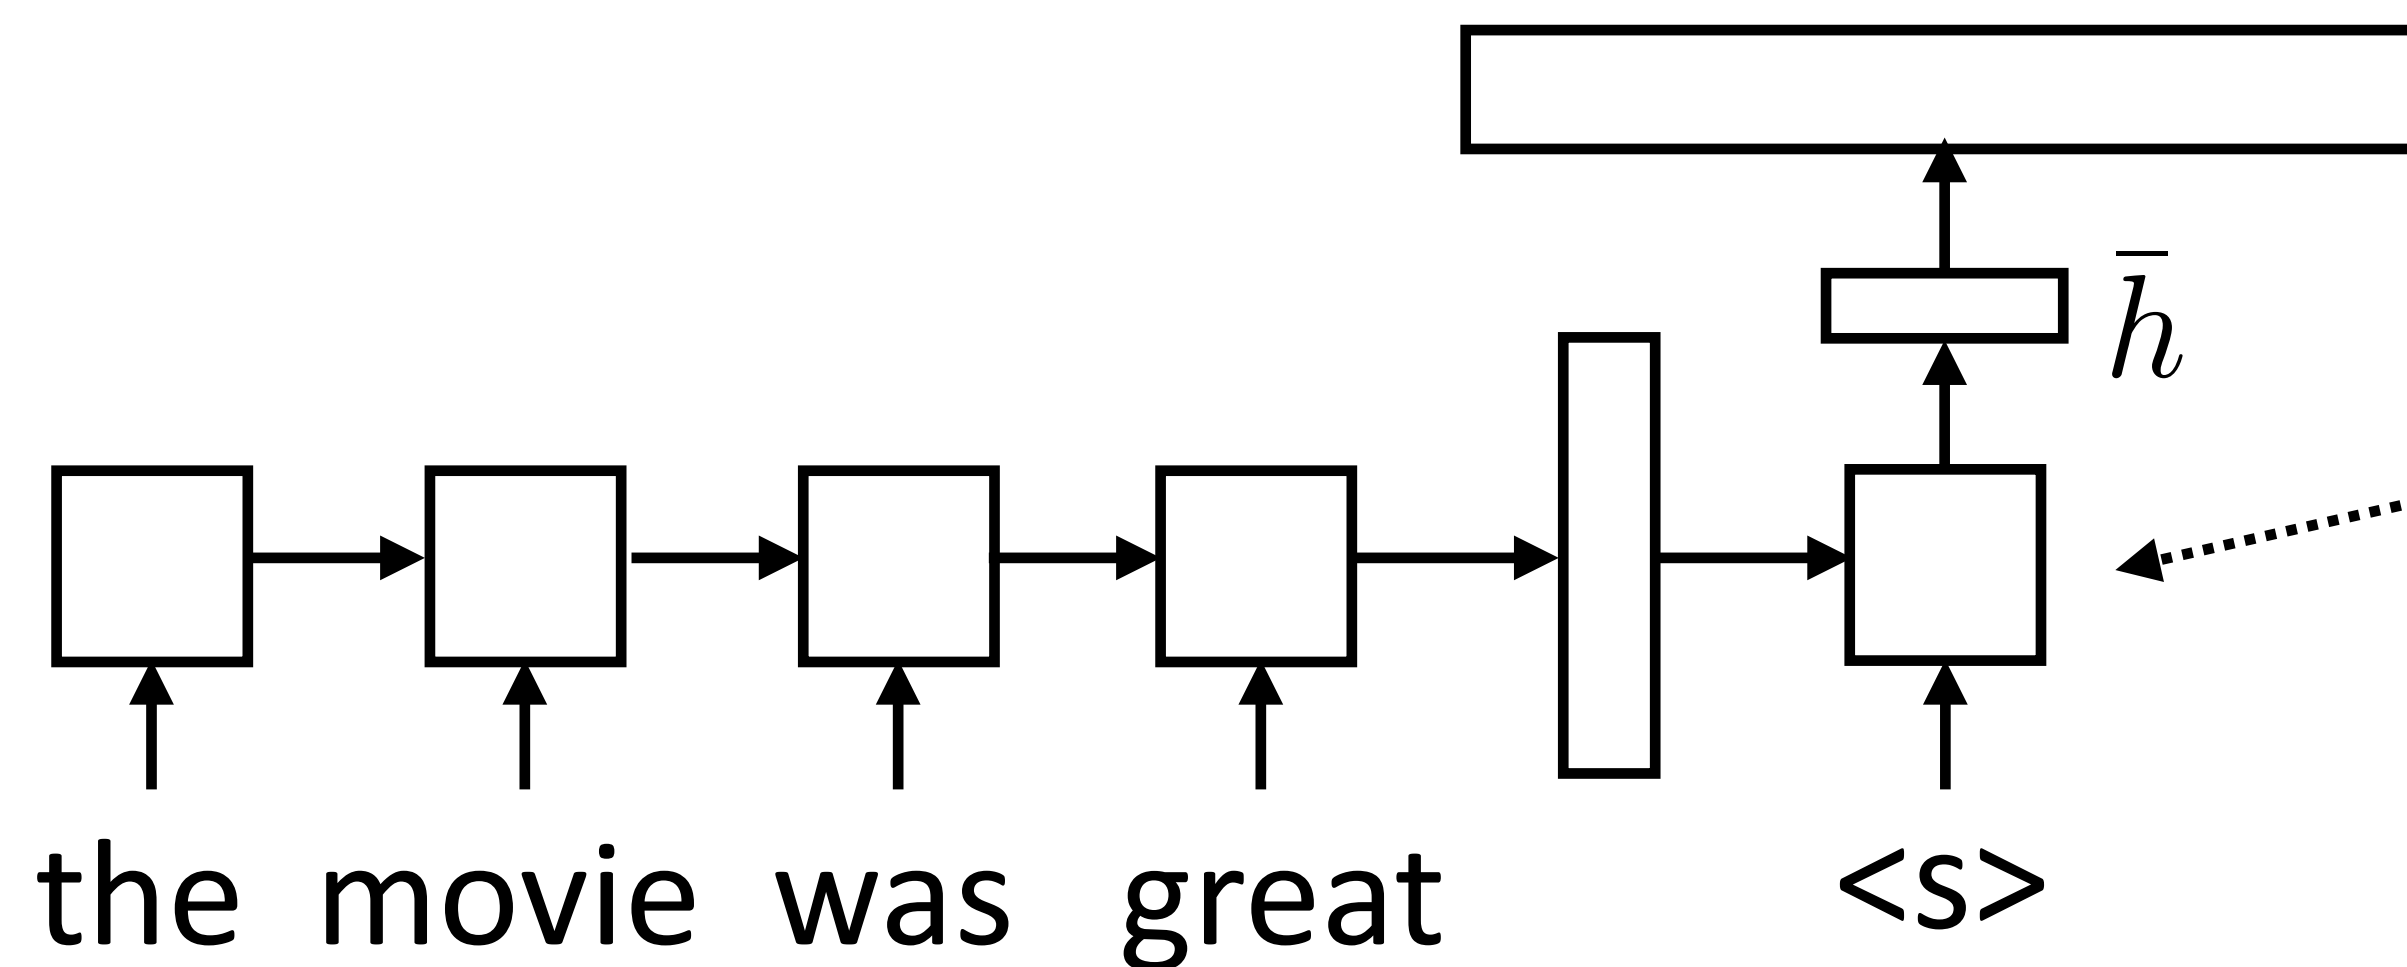 h̄
the movie was great <s>